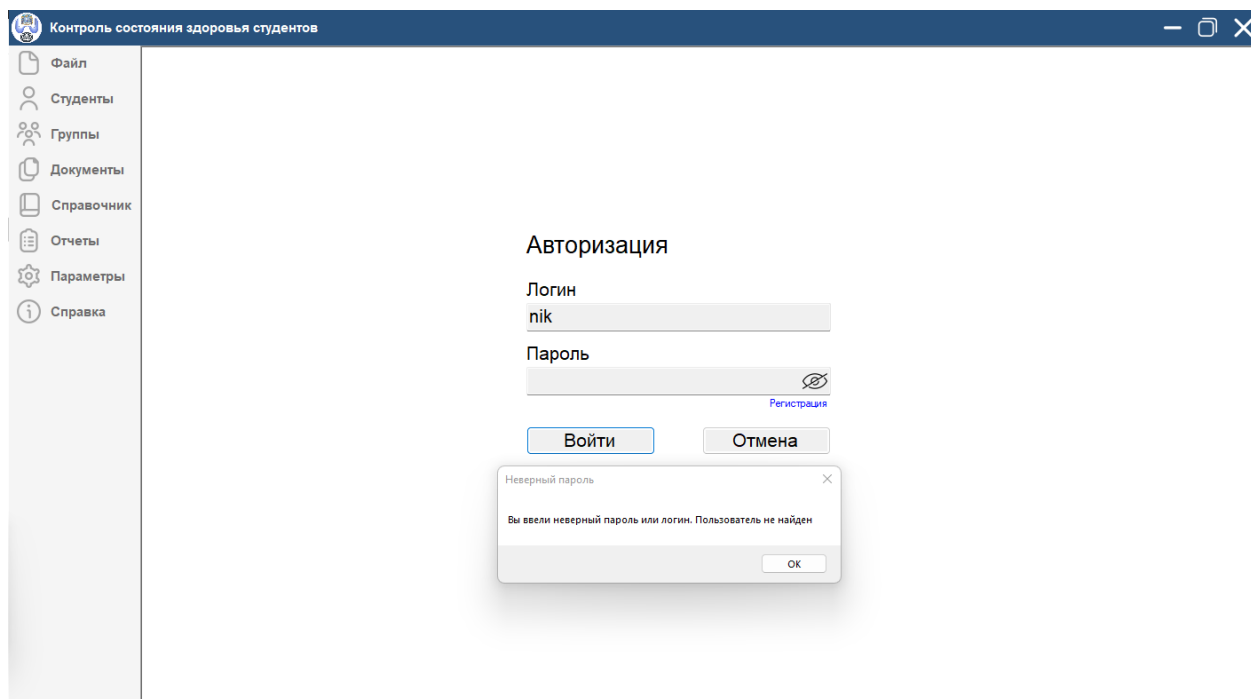 Контроль состояния здоровья студентов
Файл
Студенты
Группы
Документы
Справочник
Отчеты
Параметры
Справка
Авторизация
Логин
nik
Пароль
Регистрация
Войти
Отмена
Неверный пароль
Вы ввели неверный пароль или логин. Пользователь не найден
ОК